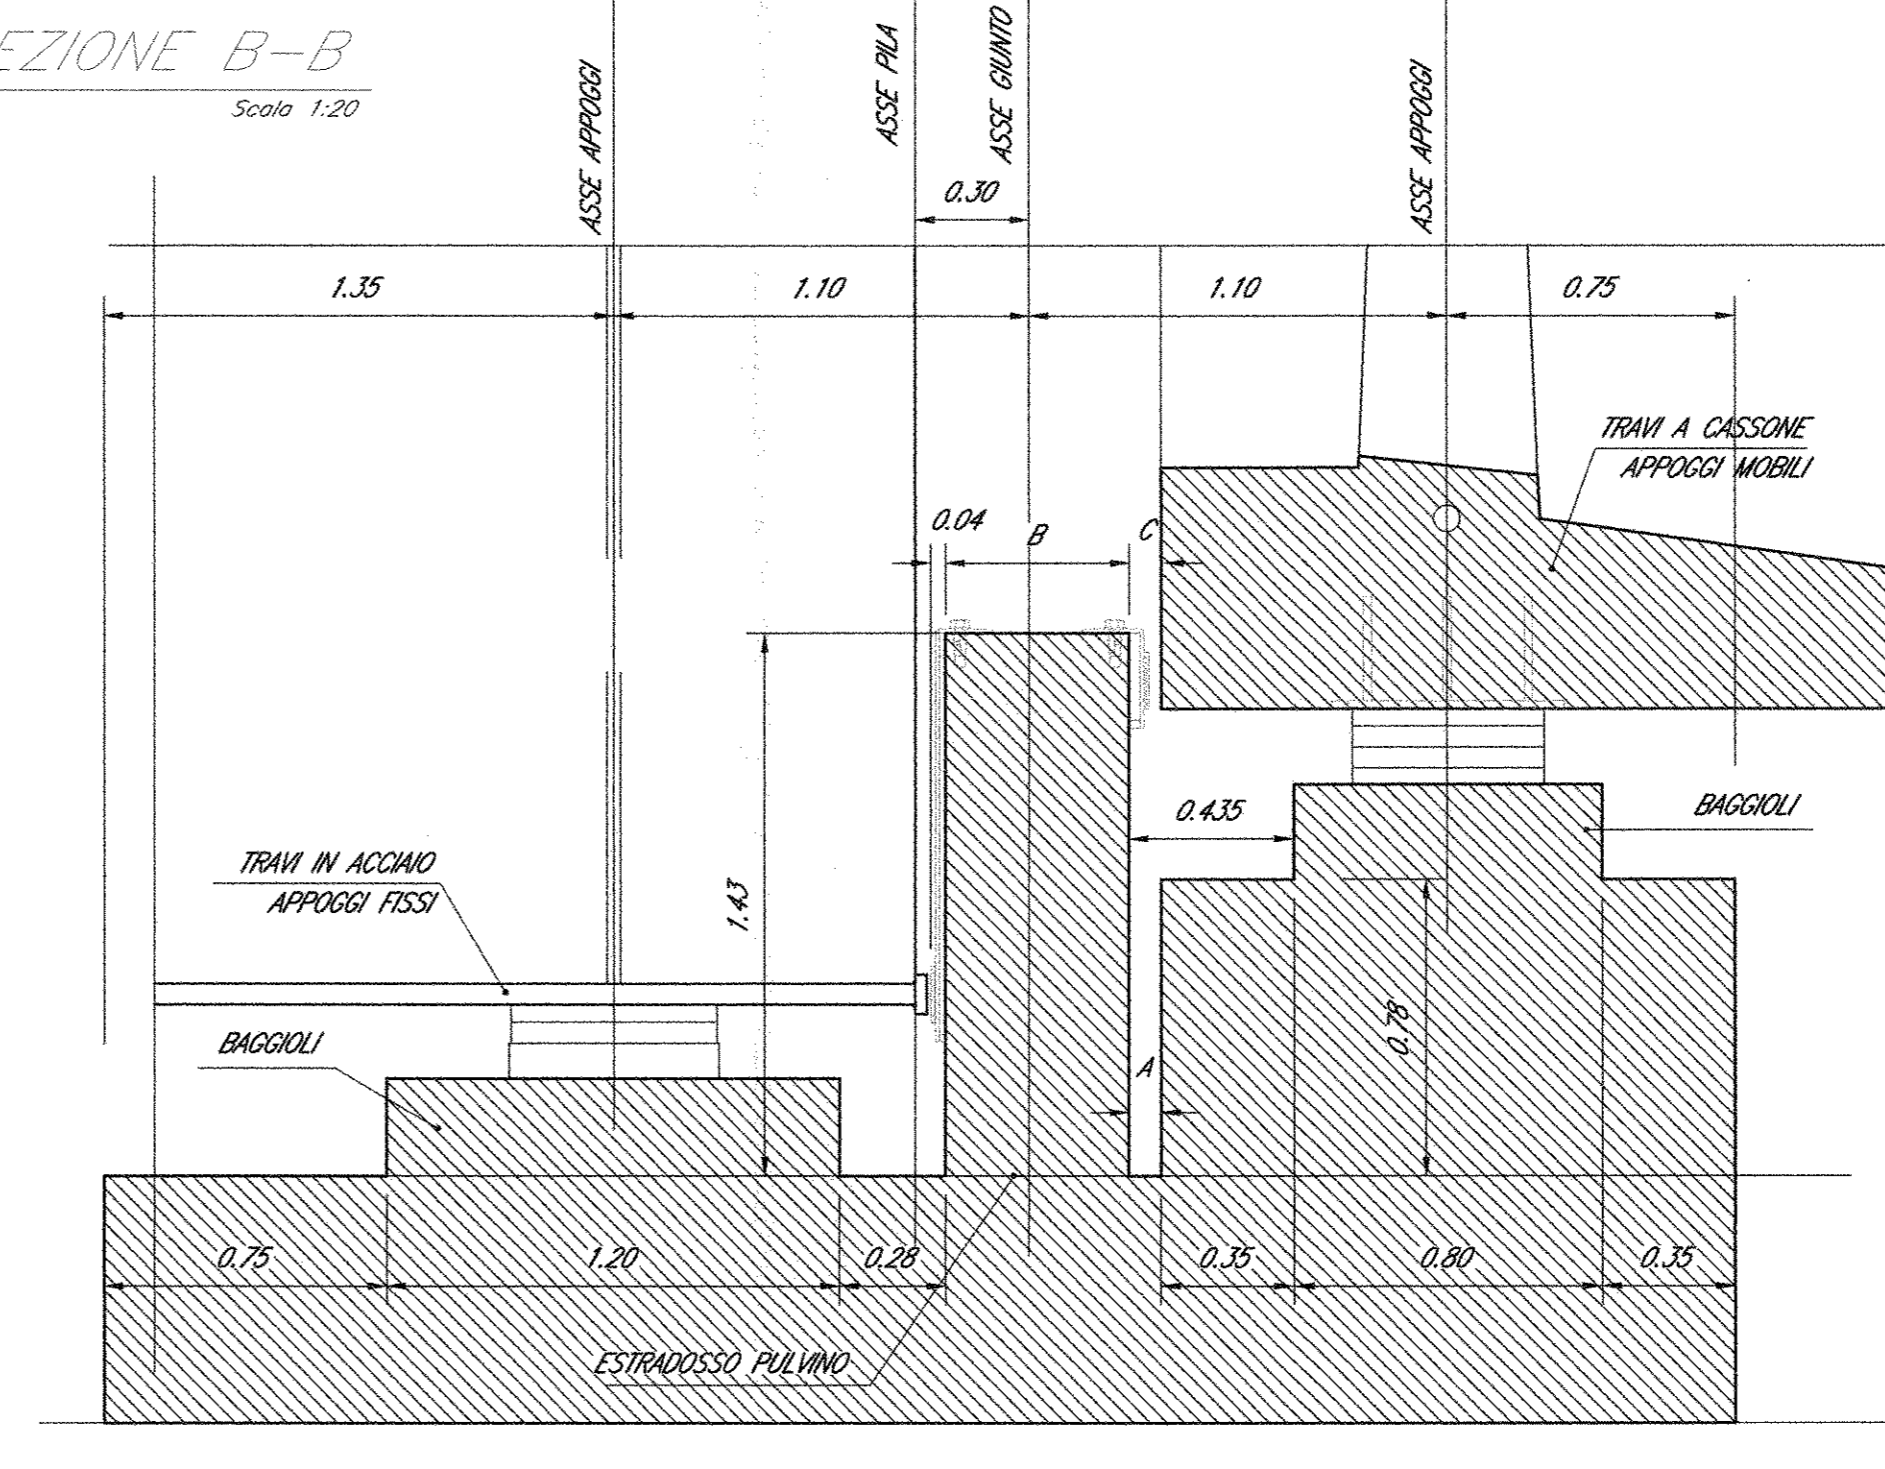 EZIONE B-B
Scala 1:20
ASSE APPOGGI
ASSE PILA
ASSE GIUNTO
ASSE APPOGGI
0.30
1.35
1.10
1.10
0.75
TRAVI A CASSONE
APPOGGI MOBILI
0.04
B
C
0.435
BAGGIOLI
TRAVI IN ACCIAIO
APPOGGI FISSI
1.43
0.78
BAGGIOLI
A
0.75
1.20
0.28
0.35
0.80
0.35
ESTRADOSSO PULVINO